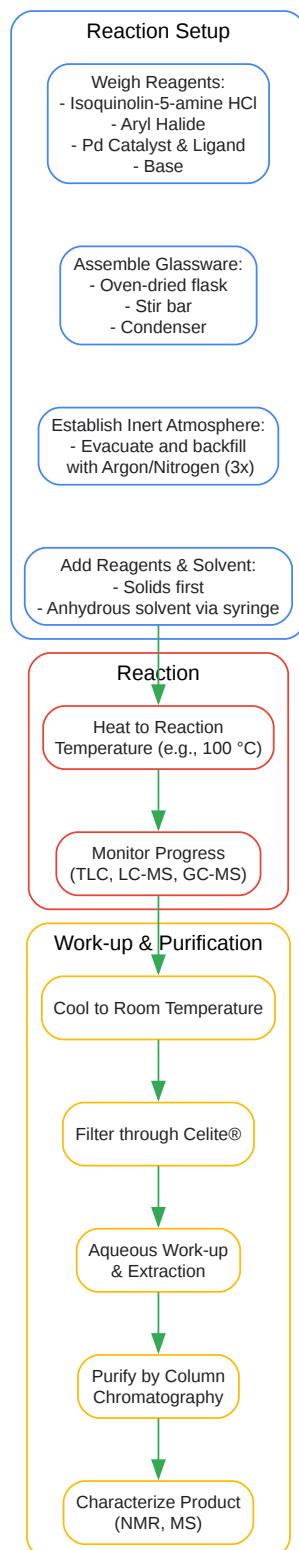 Reaction Setup
Weigh Reagents:
- Isoquinolin-5-amine HCl
- Aryl Halide
- Pd Catalyst & Ligand
- Base
Assemble Glassware:
- Oven-dried flask
- Stir bar
- Condenser
Establish Inert Atmosphere:
- Evacuate and backfill
with Argon/Nitrogen (3x)
Add Reagents & Solvent:
- Solids first
- Anhydrous solvent via syringe
Reaction
Heat to Reaction
Temperature (e.g., 100 °C)
Monitor Progress
(TLC, LC-MS, GC-MS)
Work-up & Purification
Cool to Room Temperature
Filter through Celite®
Aqueous Work-up
& Extraction
Purify by Column
Chromatography
Characterize Product
(NMR, MS)